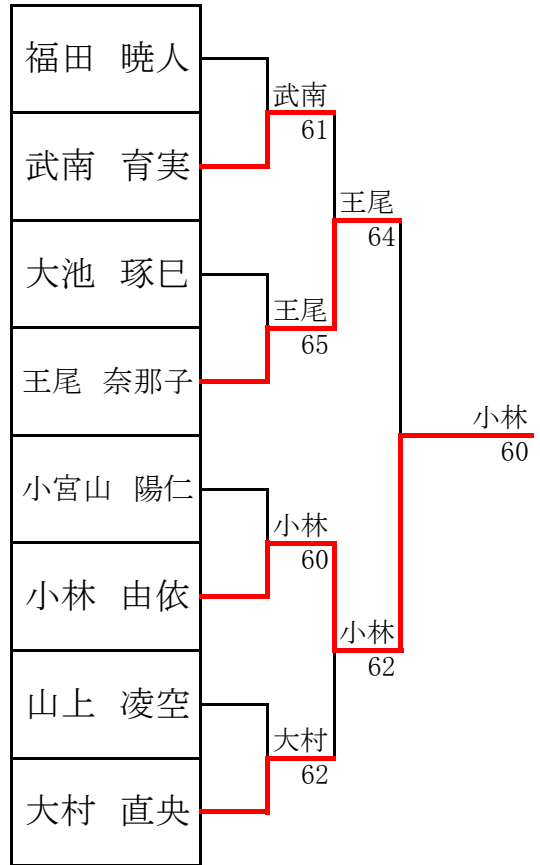 福田 暁人
武南 育実
大池 琢巳
王尾 奈那子
小宮山 陽仁
小林 由依
山上 凌空
大村 直央
武南
61
王尾
65
小林
60
大村
62
王尾
64
小林
62
小林
60